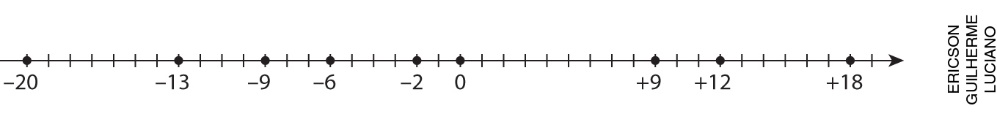 –20 –13 –9 –6 –2 0 +9 +12 +18
ERICSON
GUILHERME
LUCIANO